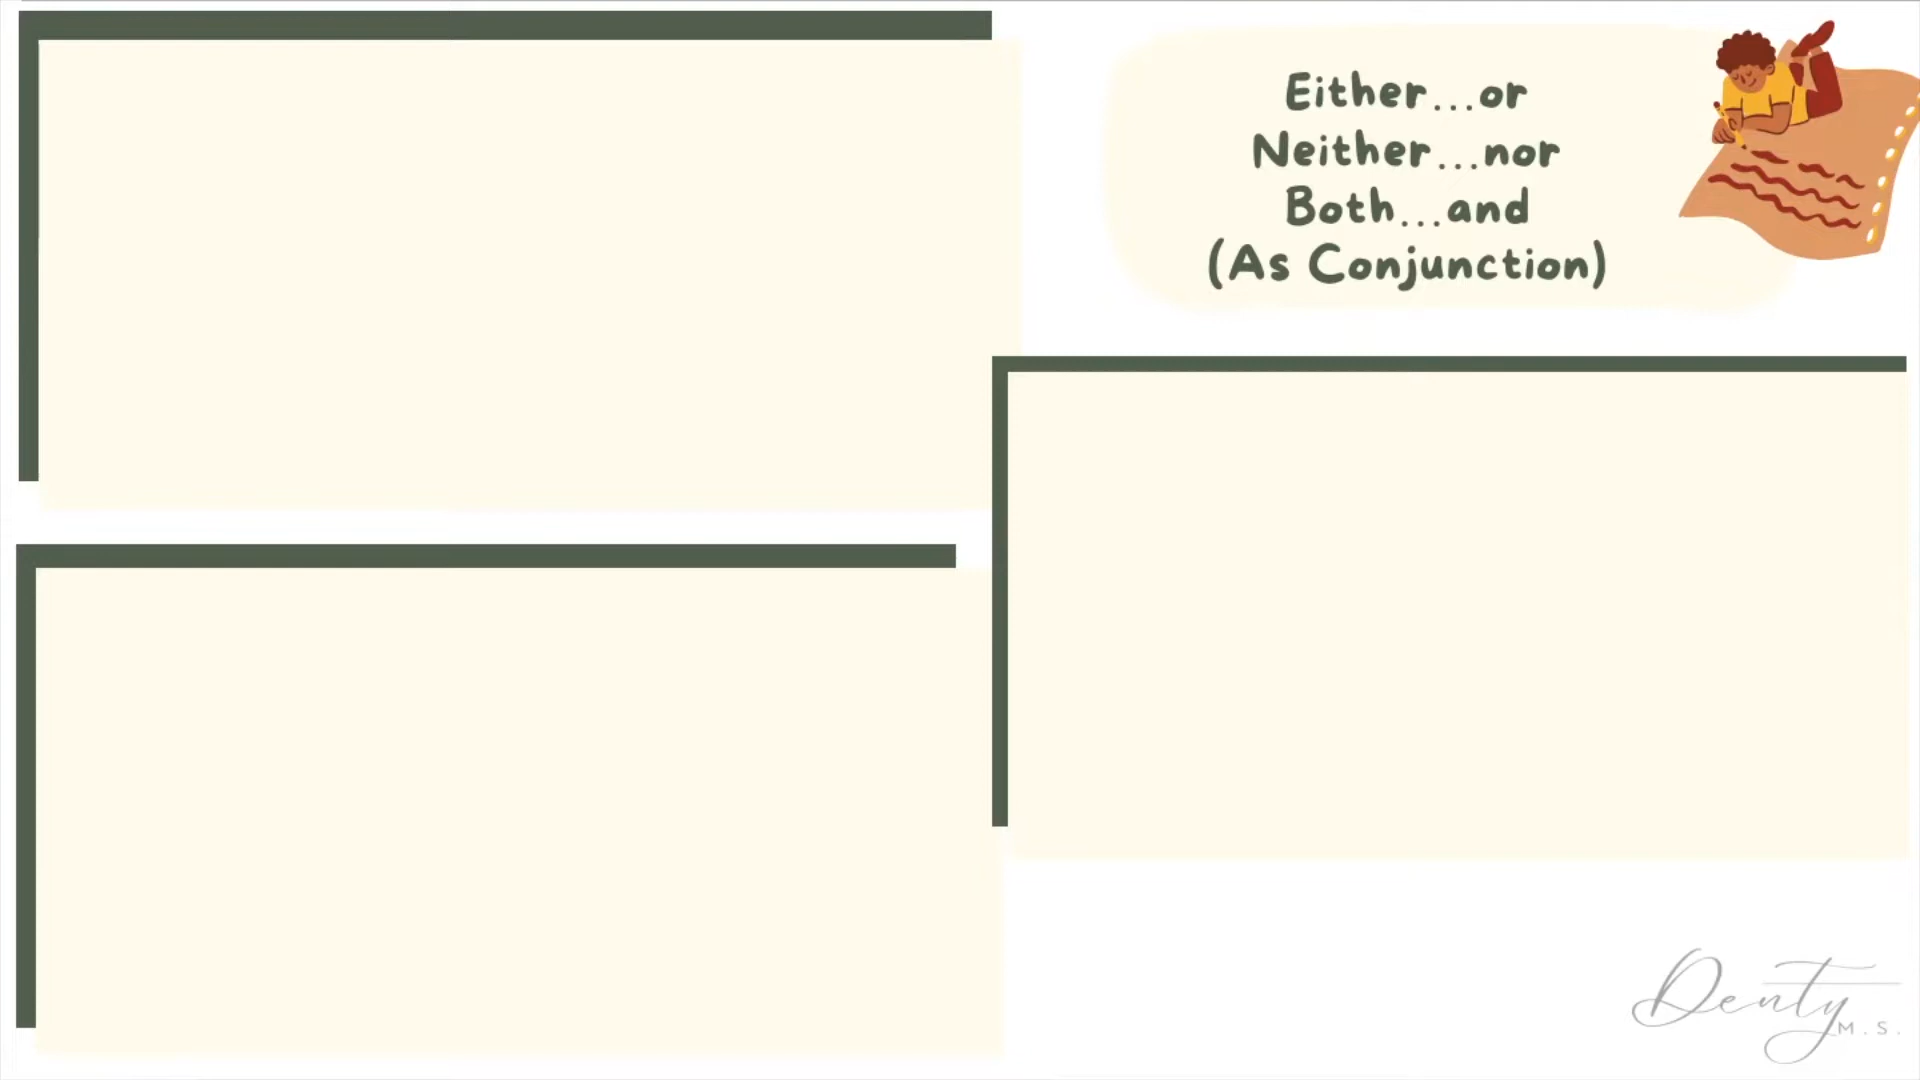 Either...or
Neither...nor
Both...and
(As Conjunction)
Denty
M.S.